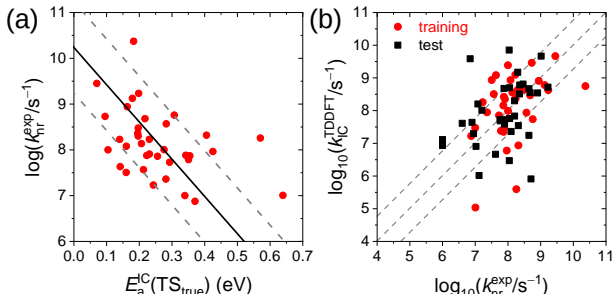 (a)
11
10
9
8
7
6
log(k_nr^exp/s⁻¹)
0.0 0.1 0.2 0.3 0.4 0.5 0.6 0.7
E_a^IC(TS_true) (eV)
(b)
training
test
11
10
9
8
7
6
5
4
log₁₀(k_IC^TDDFT/s⁻¹)
4 5 6 7 8 9 10 11
log₁₀(k_nr^exp/s⁻¹)